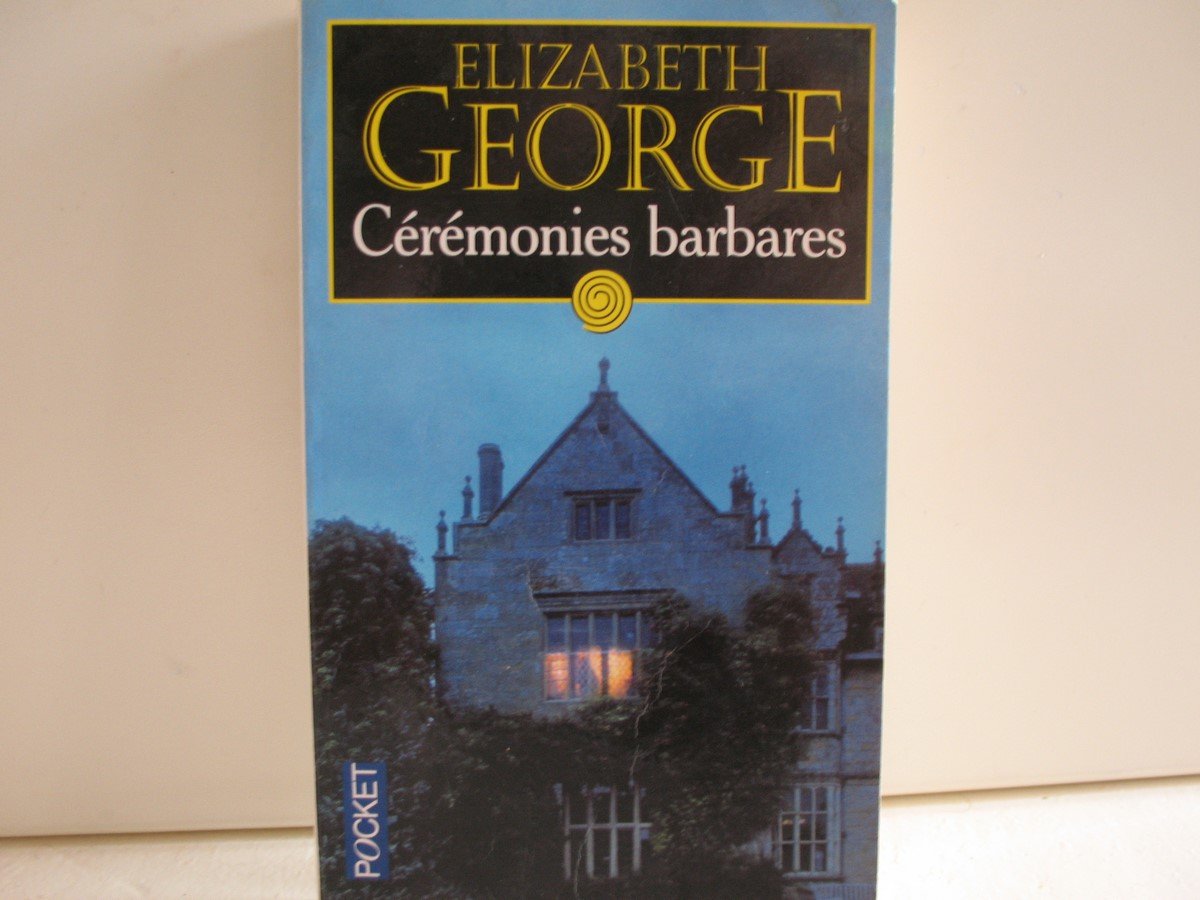 ELIZABETH
GEORGE
Cérémonies barbares
POCKET